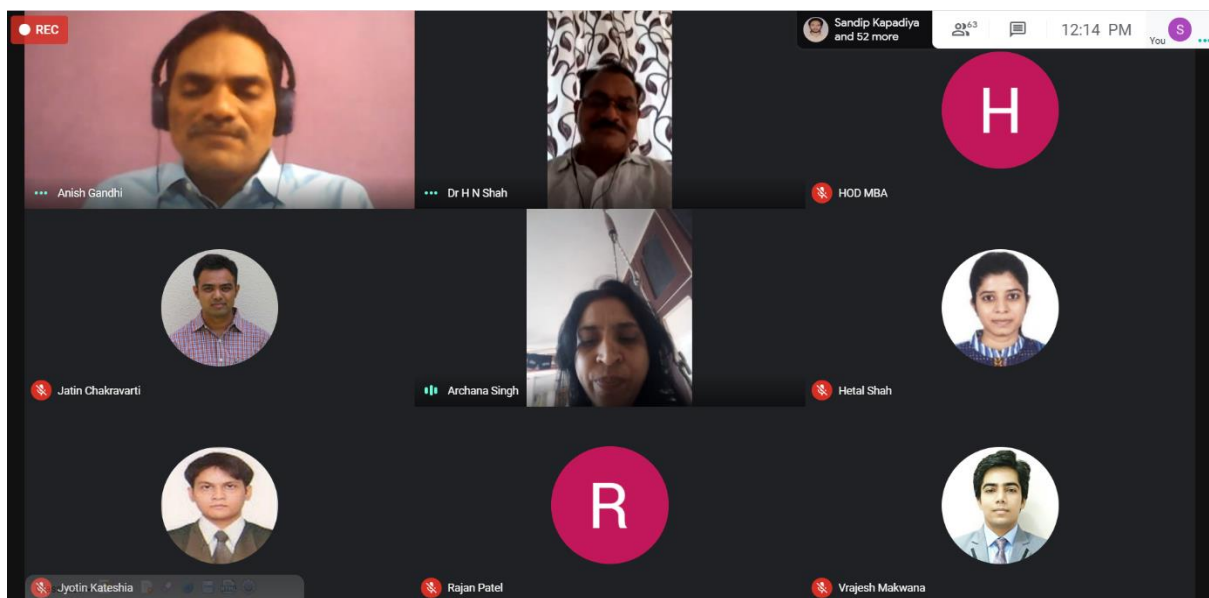 REC
Sandip Kapadiya
and 52 more
63
12:14 PM
You
S
Anish Gandhi
Dr H N Shah
H
HOD MBA
Jatin Chakravarti
Archana Singh
Hetal Shah
Jyotin Kateshia
R
Rajan Patel
Vrajesh Makwana